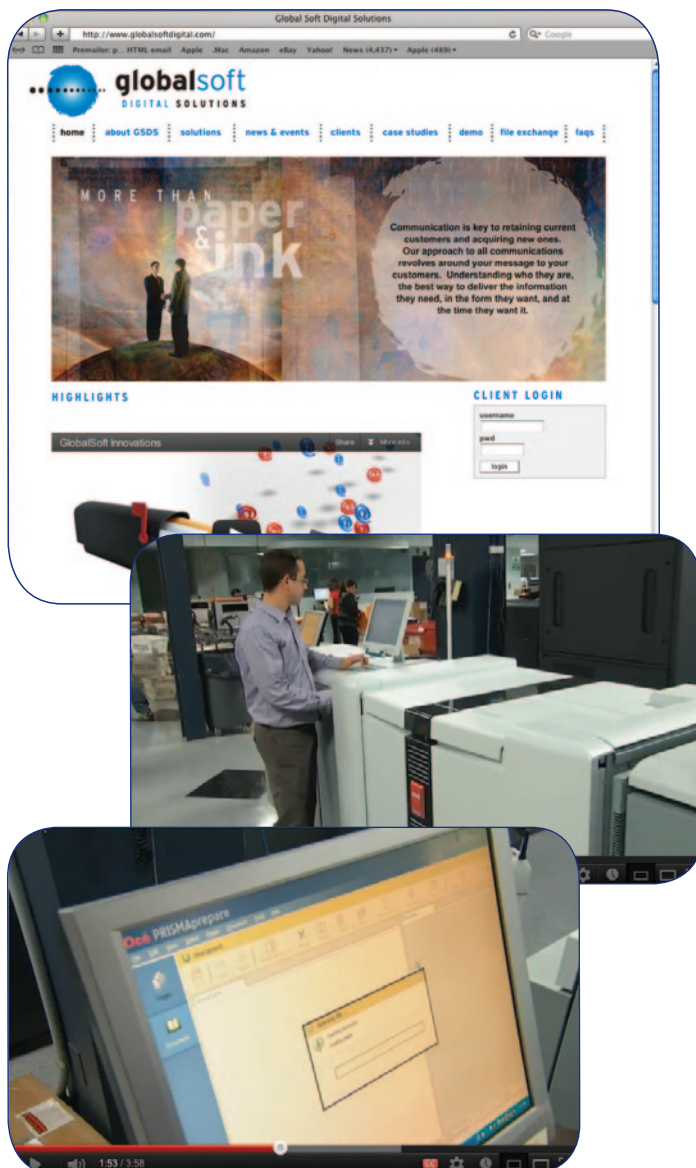 Global Soft Digital Solutions
http://www.globalsoftdigital.com/
Google
Premailer: p... HTML email Apple .Mac Amazon eBay Yahoo! News (4,437) Apple (489)
globalsoft
DIGITAL SOLUTIONS
home about GSDS solutions news & events clients case studies demo file exchange faqs
MORE THAN
paper
&
ink
Communication is key to retaining current
customers and acquiring new ones.
Our approach to all communications
revolves around your message to your
customers. Understanding who they are,
the best way to deliver the information
they need, in the form they want, and at
the time they want it.
HIGHLIGHTS
CLIENT LOGIN
username
pwd
login
GlobalSoft Innovations Share More info
Océ PRISMAprepare
1:53 / 3:58
CC